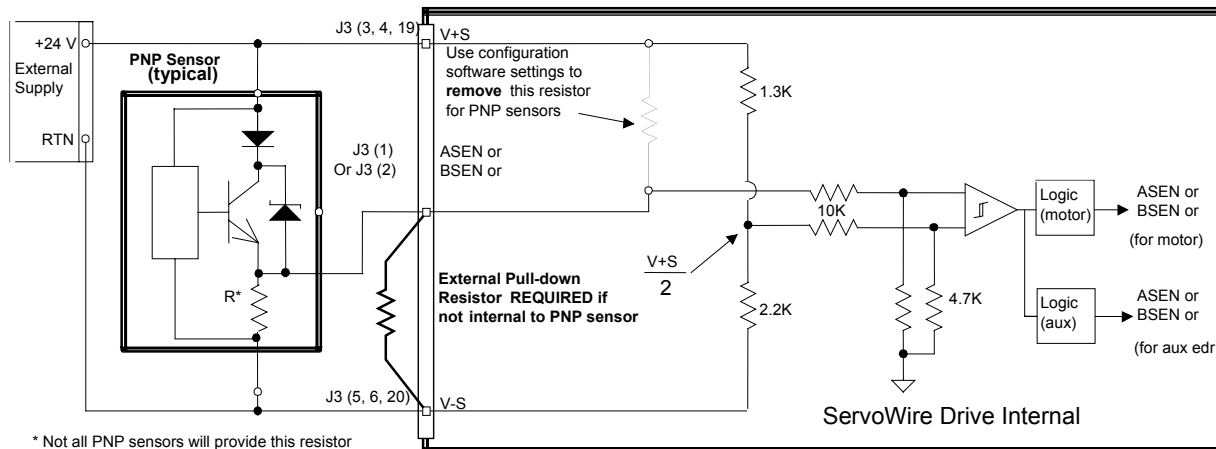 +24 V
External
Supply
RTN
PNP Sensor
(typical)
R*
* Not all PNP sensors will provide this resistor
J3 (3, 4, 19)
V+S
Use configuration
software settings to
remove this resistor
for PNP sensors
J3 (1)
Or J3 (2)
ASEN or
BSEN or
External Pull-down
Resistor REQUIRED if
not internal to PNP sensor
J3 (5, 6, 20)
V-S
1.3K
10K
V+S
2
2.2K
4.7K
Logic
(motor)
ASEN or
BSEN or
(for motor)
Logic
(aux)
ASEN or
BSEN or
(for aux edr
ServoWire Drive Internal